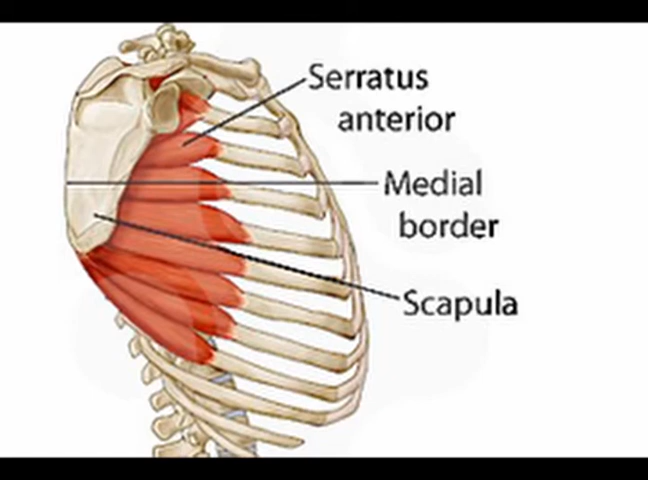 Serratus
anterior
Medial
border
Scapula